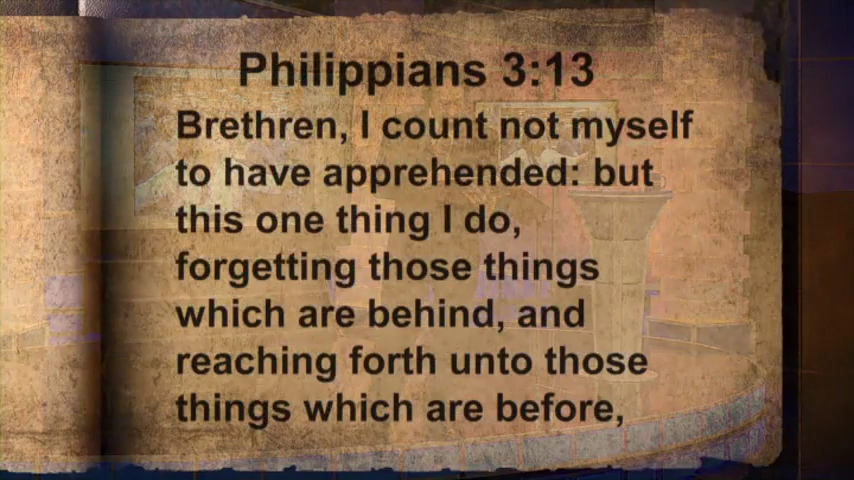 Philippians 3:13
Brethren, I count not myself
to have apprehended: but
this one thing I do,
forgetting those things
which are behind, and
reaching forth unto those
things which are before,